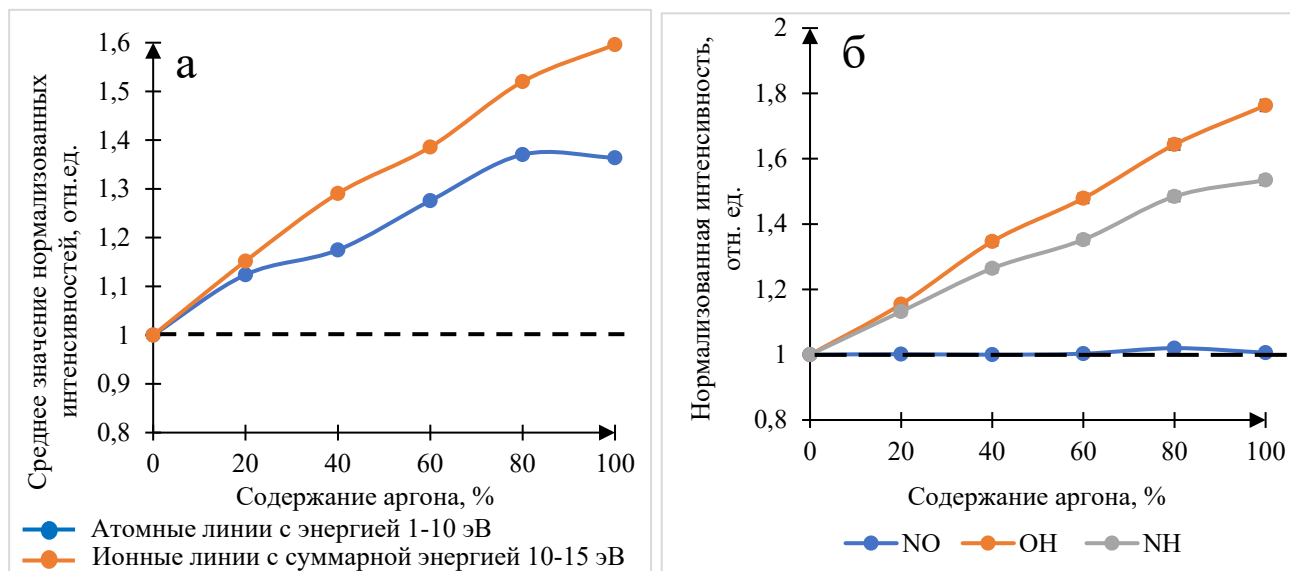 а
Среднее значение нормализованных
интенсивностей, отн.ед.
1,6
1,5
1,4
1,3
1,2
1,1
1
0,9
0,8
0 20 40 60 80 100
Содержание аргона, %
Атомные линии с энергией 1-10 эВ
Ионные линии с суммарной энергией 10-15 эВ
б
Нормализованная интенсивность,
отн. ед.
2
1,8
1,6
1,4
1,2
1
0,8
0 20 40 60 80 100
Содержание аргона, %
NO OH NH